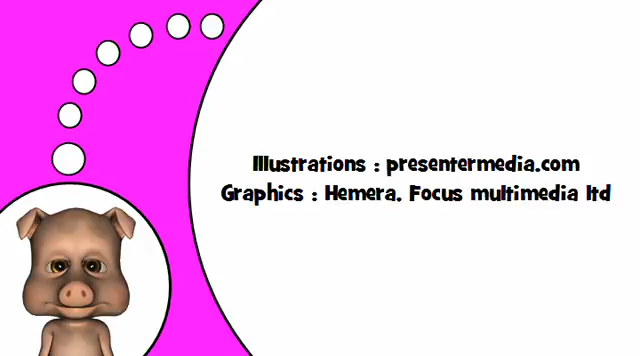 Illustrations : presentermedia.com
Graphics : Hemera. Focus multimedia ltd